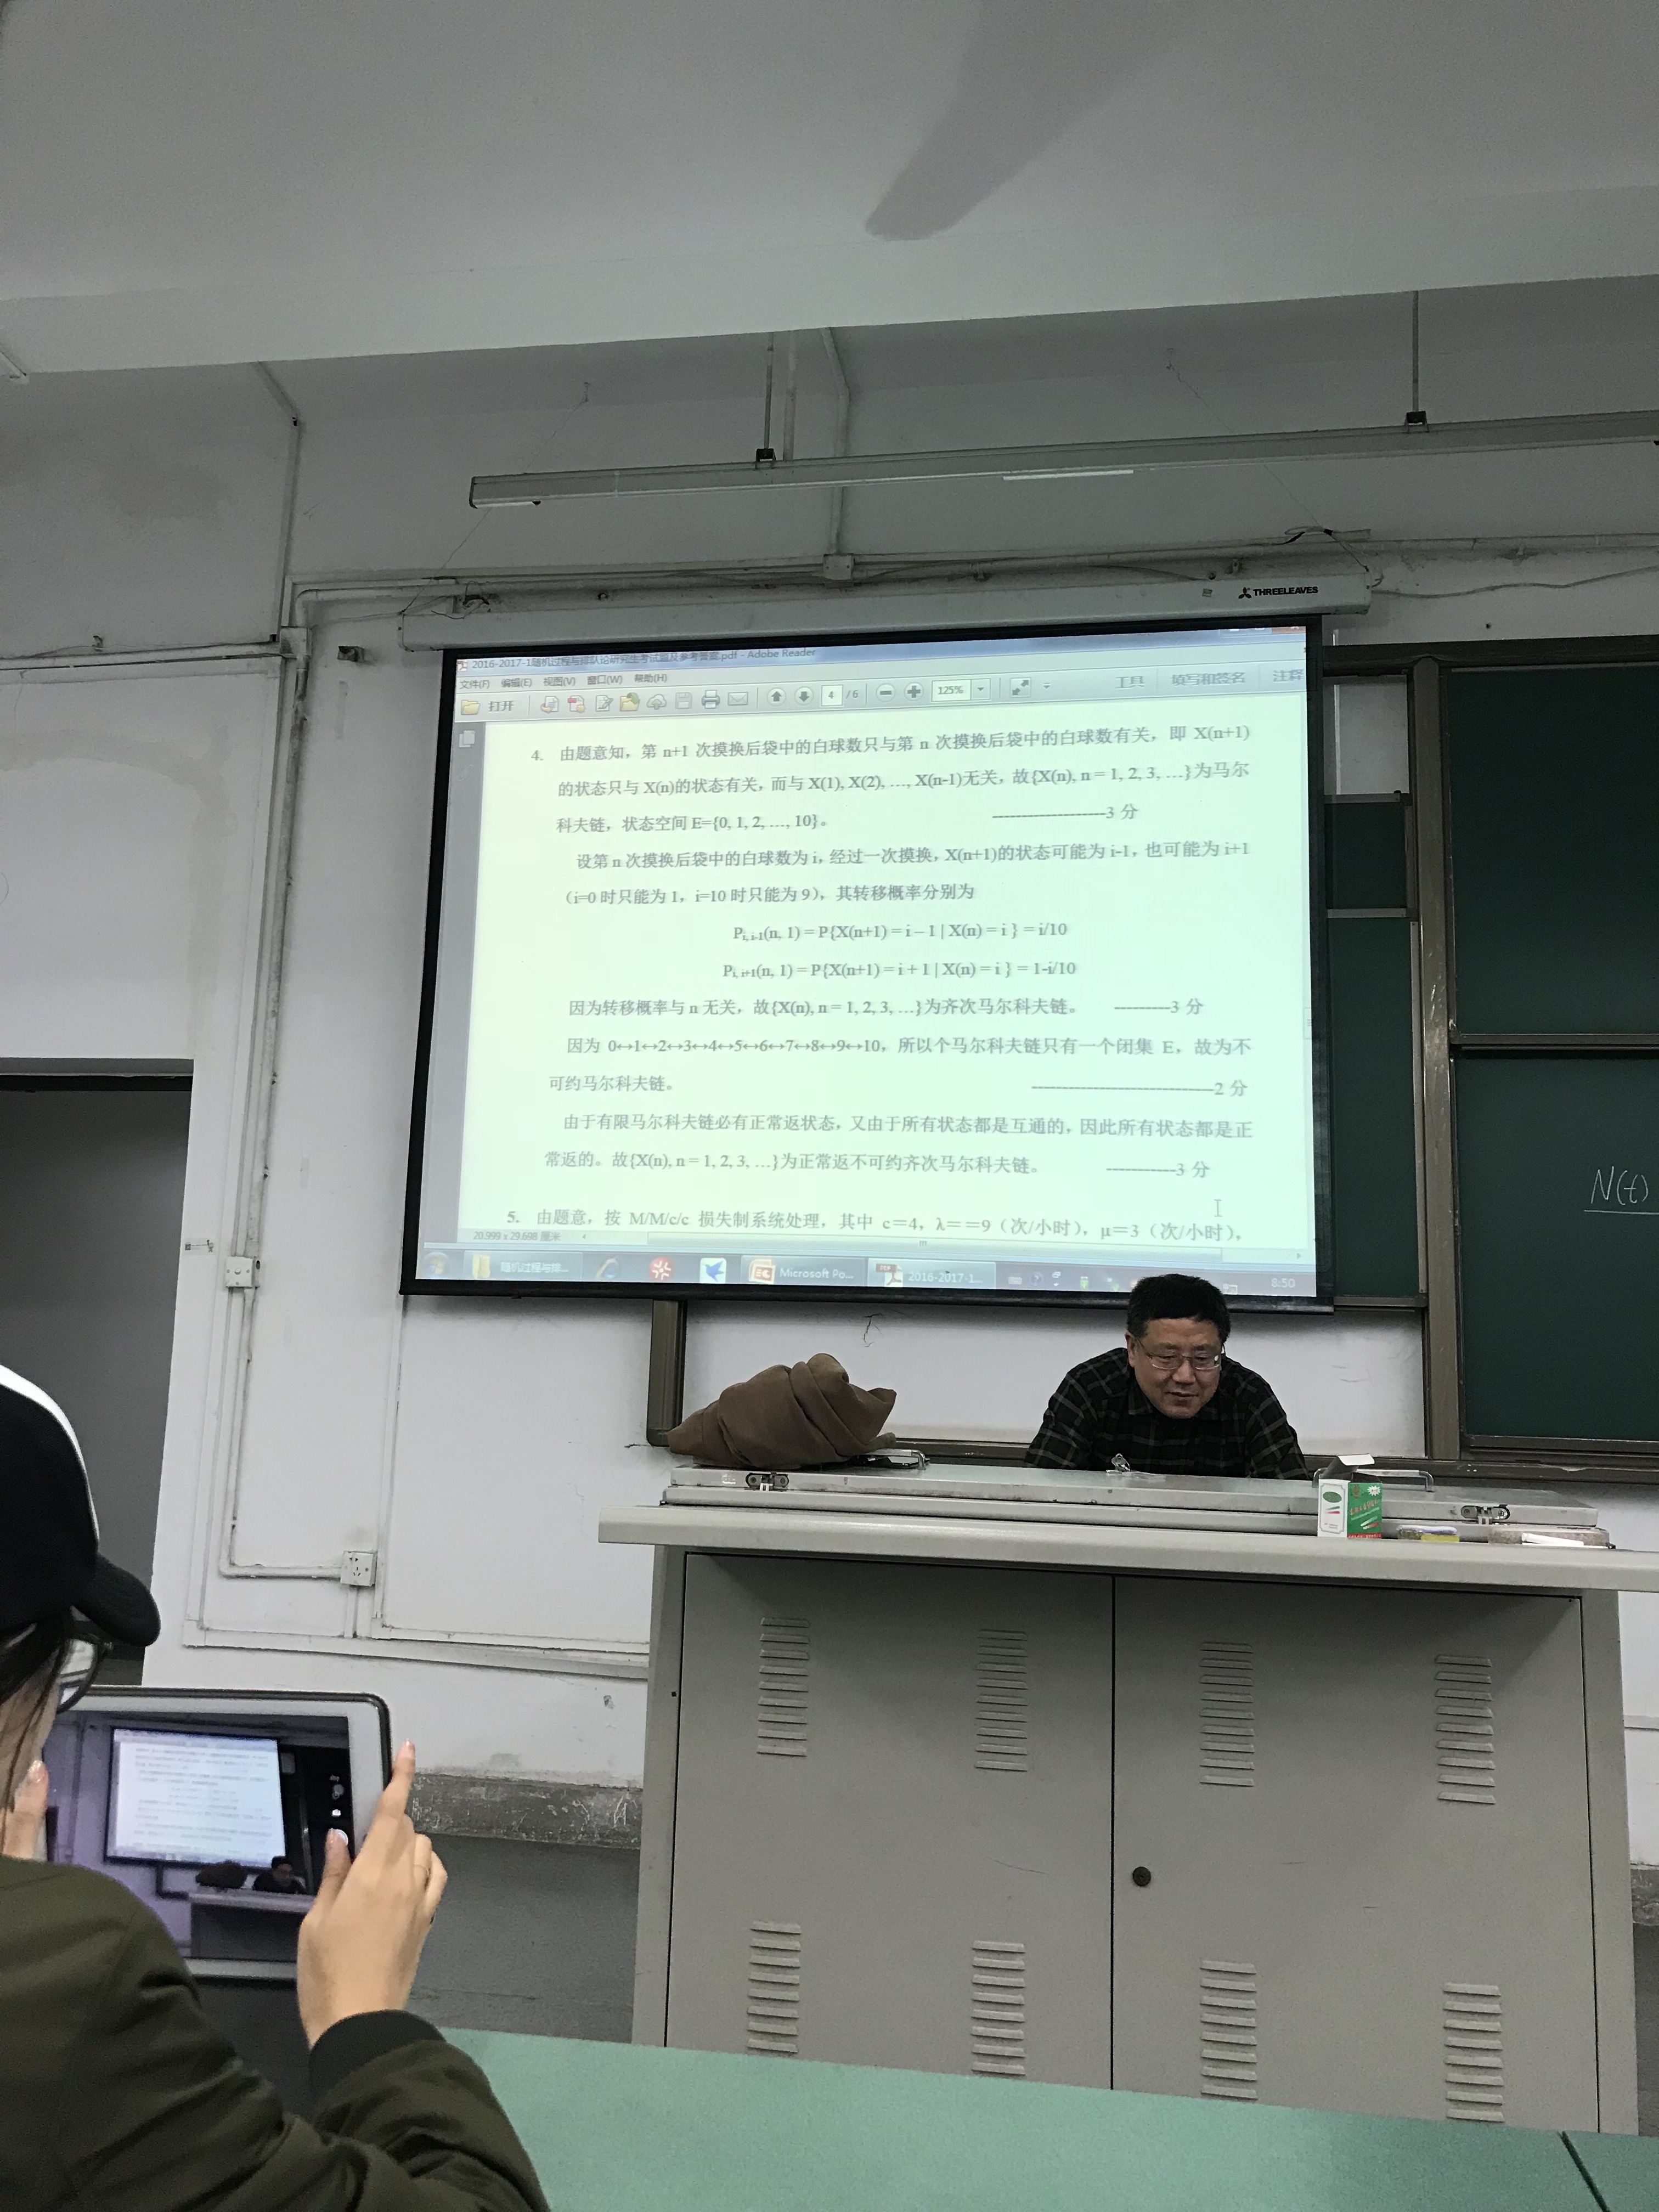 THREELEAVES
2016-2017-1随机过程与排队论研究生考试题及参考答案.pdf - Adobe Reader
文件(F) 编辑(E) 视图(V) 窗口(W) 帮助(H)
打开 4 / 6 125% 工具 填写和签名 注释
4. 由题意知，第 n+1 次摸换后袋中的白球数只与第 n 次摸换后袋中的白球数有关，即 X(n+1)
的状态只与 X(n)的状态有关，而与 X(1), X(2), …, X(n-1)无关，故{X(n), n = 1, 2, 3, …}为马尔
科夫链，状态空间 E={0, 1, 2, …, 10}。 -------------------3 分
设第 n 次摸换后袋中的白球数为 i，经过一次摸换，X(n+1)的状态可能为 i-1，也可能为 i+1
（i=0 时只能为 1，i=10 时只能为 9），其转移概率分别为
Pi, i-1(n, 1) = P{X(n+1) = i – 1 | X(n) = i } = i/10
Pi, i+1(n, 1) = P{X(n+1) = i + 1 | X(n) = i } = 1-i/10
因为转移概率与 n 无关，故{X(n), n = 1, 2, 3, …}为齐次马尔科夫链。 ---------3 分
因为 0↔1↔2↔3↔4↔5↔6↔7↔8↔9↔10，所以个马尔科夫链只有一个闭集 E，故为不
可约马尔科夫链。 ------------------------------2 分
由于有限马尔科夫链必有正常返状态，又由于所有状态都是互通的，因此所有状态都是正
常返的。故{X(n), n = 1, 2, 3, …}为正常返不可约齐次马尔科夫链。 -----------3 分
5. 由题意，按 M/M/c/c 损失制系统处理，其中 c＝4，λ＝=9（次/小时），μ＝3（次/小时），
20.999 x 29.698 厘米
随机过程与排... Microsoft Po... 2016-2017-1... 8:50
N(t)